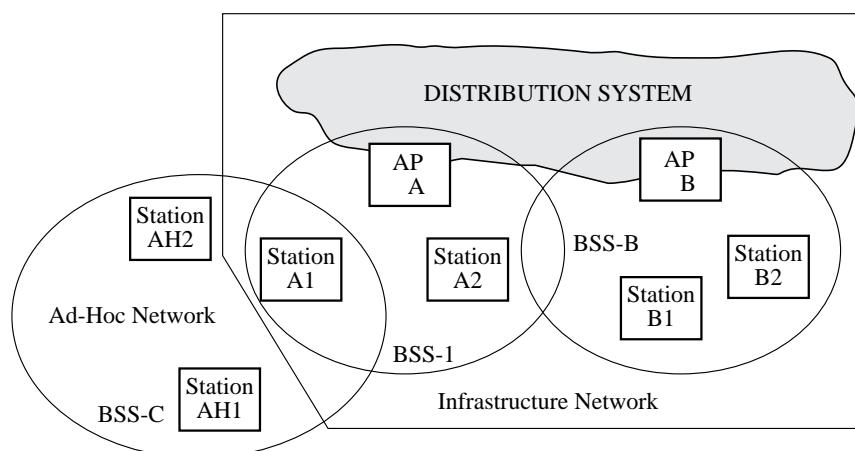 DISTRIBUTION SYSTEM
AP
A
AP
B
Station
AH2
Station
A1
Station
A2
BSS-B
Station
B2
Station
B1
Ad-Hoc Network
BSS-1
Station
AH1
BSS-C
Infrastructure Network